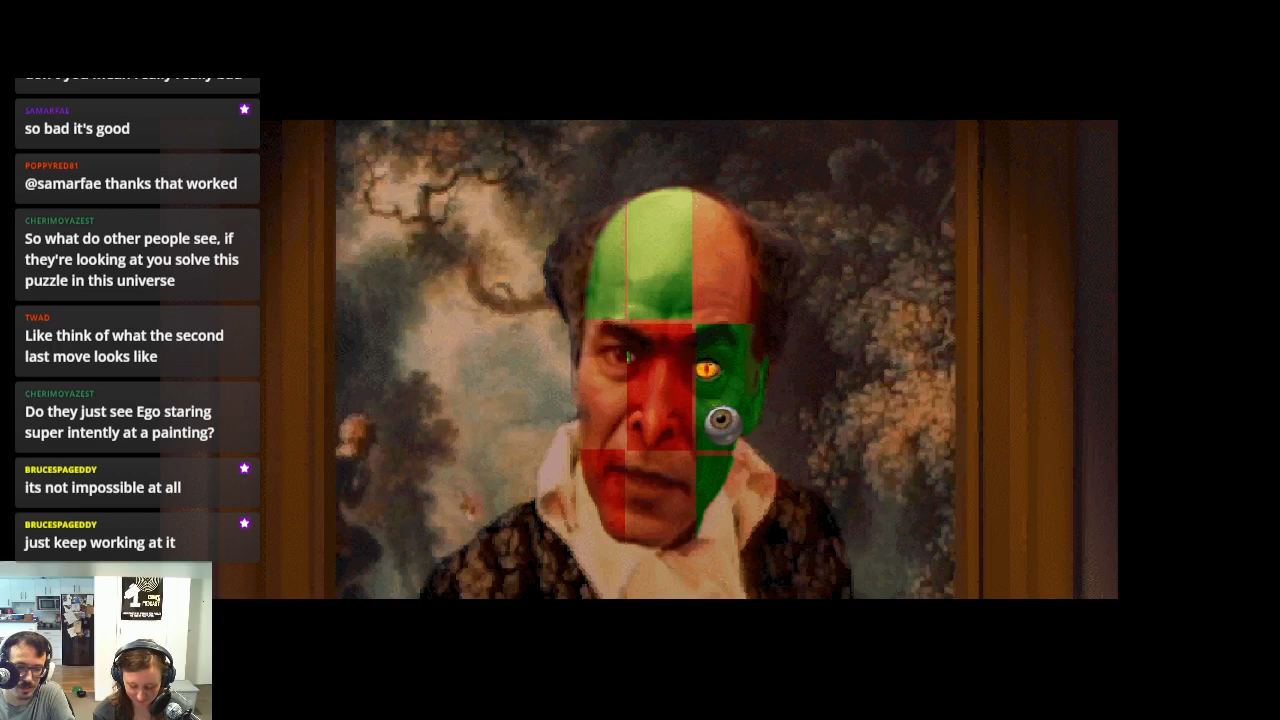 SAMARFAE
so bad it's good
POPPYRED81
@samarfae thanks that worked
CHERIMOYAZEST
So what do other people see, if
they're looking at you solve this
puzzle in this universe
TWAD
Like think of what the second
last move looks like
CHERIMOYAZEST
Do they just see Ego staring
super intently at a painting?
BRUCESPAGEDDY
its not impossible at all
BRUCESPAGEDDY
just keep working at it